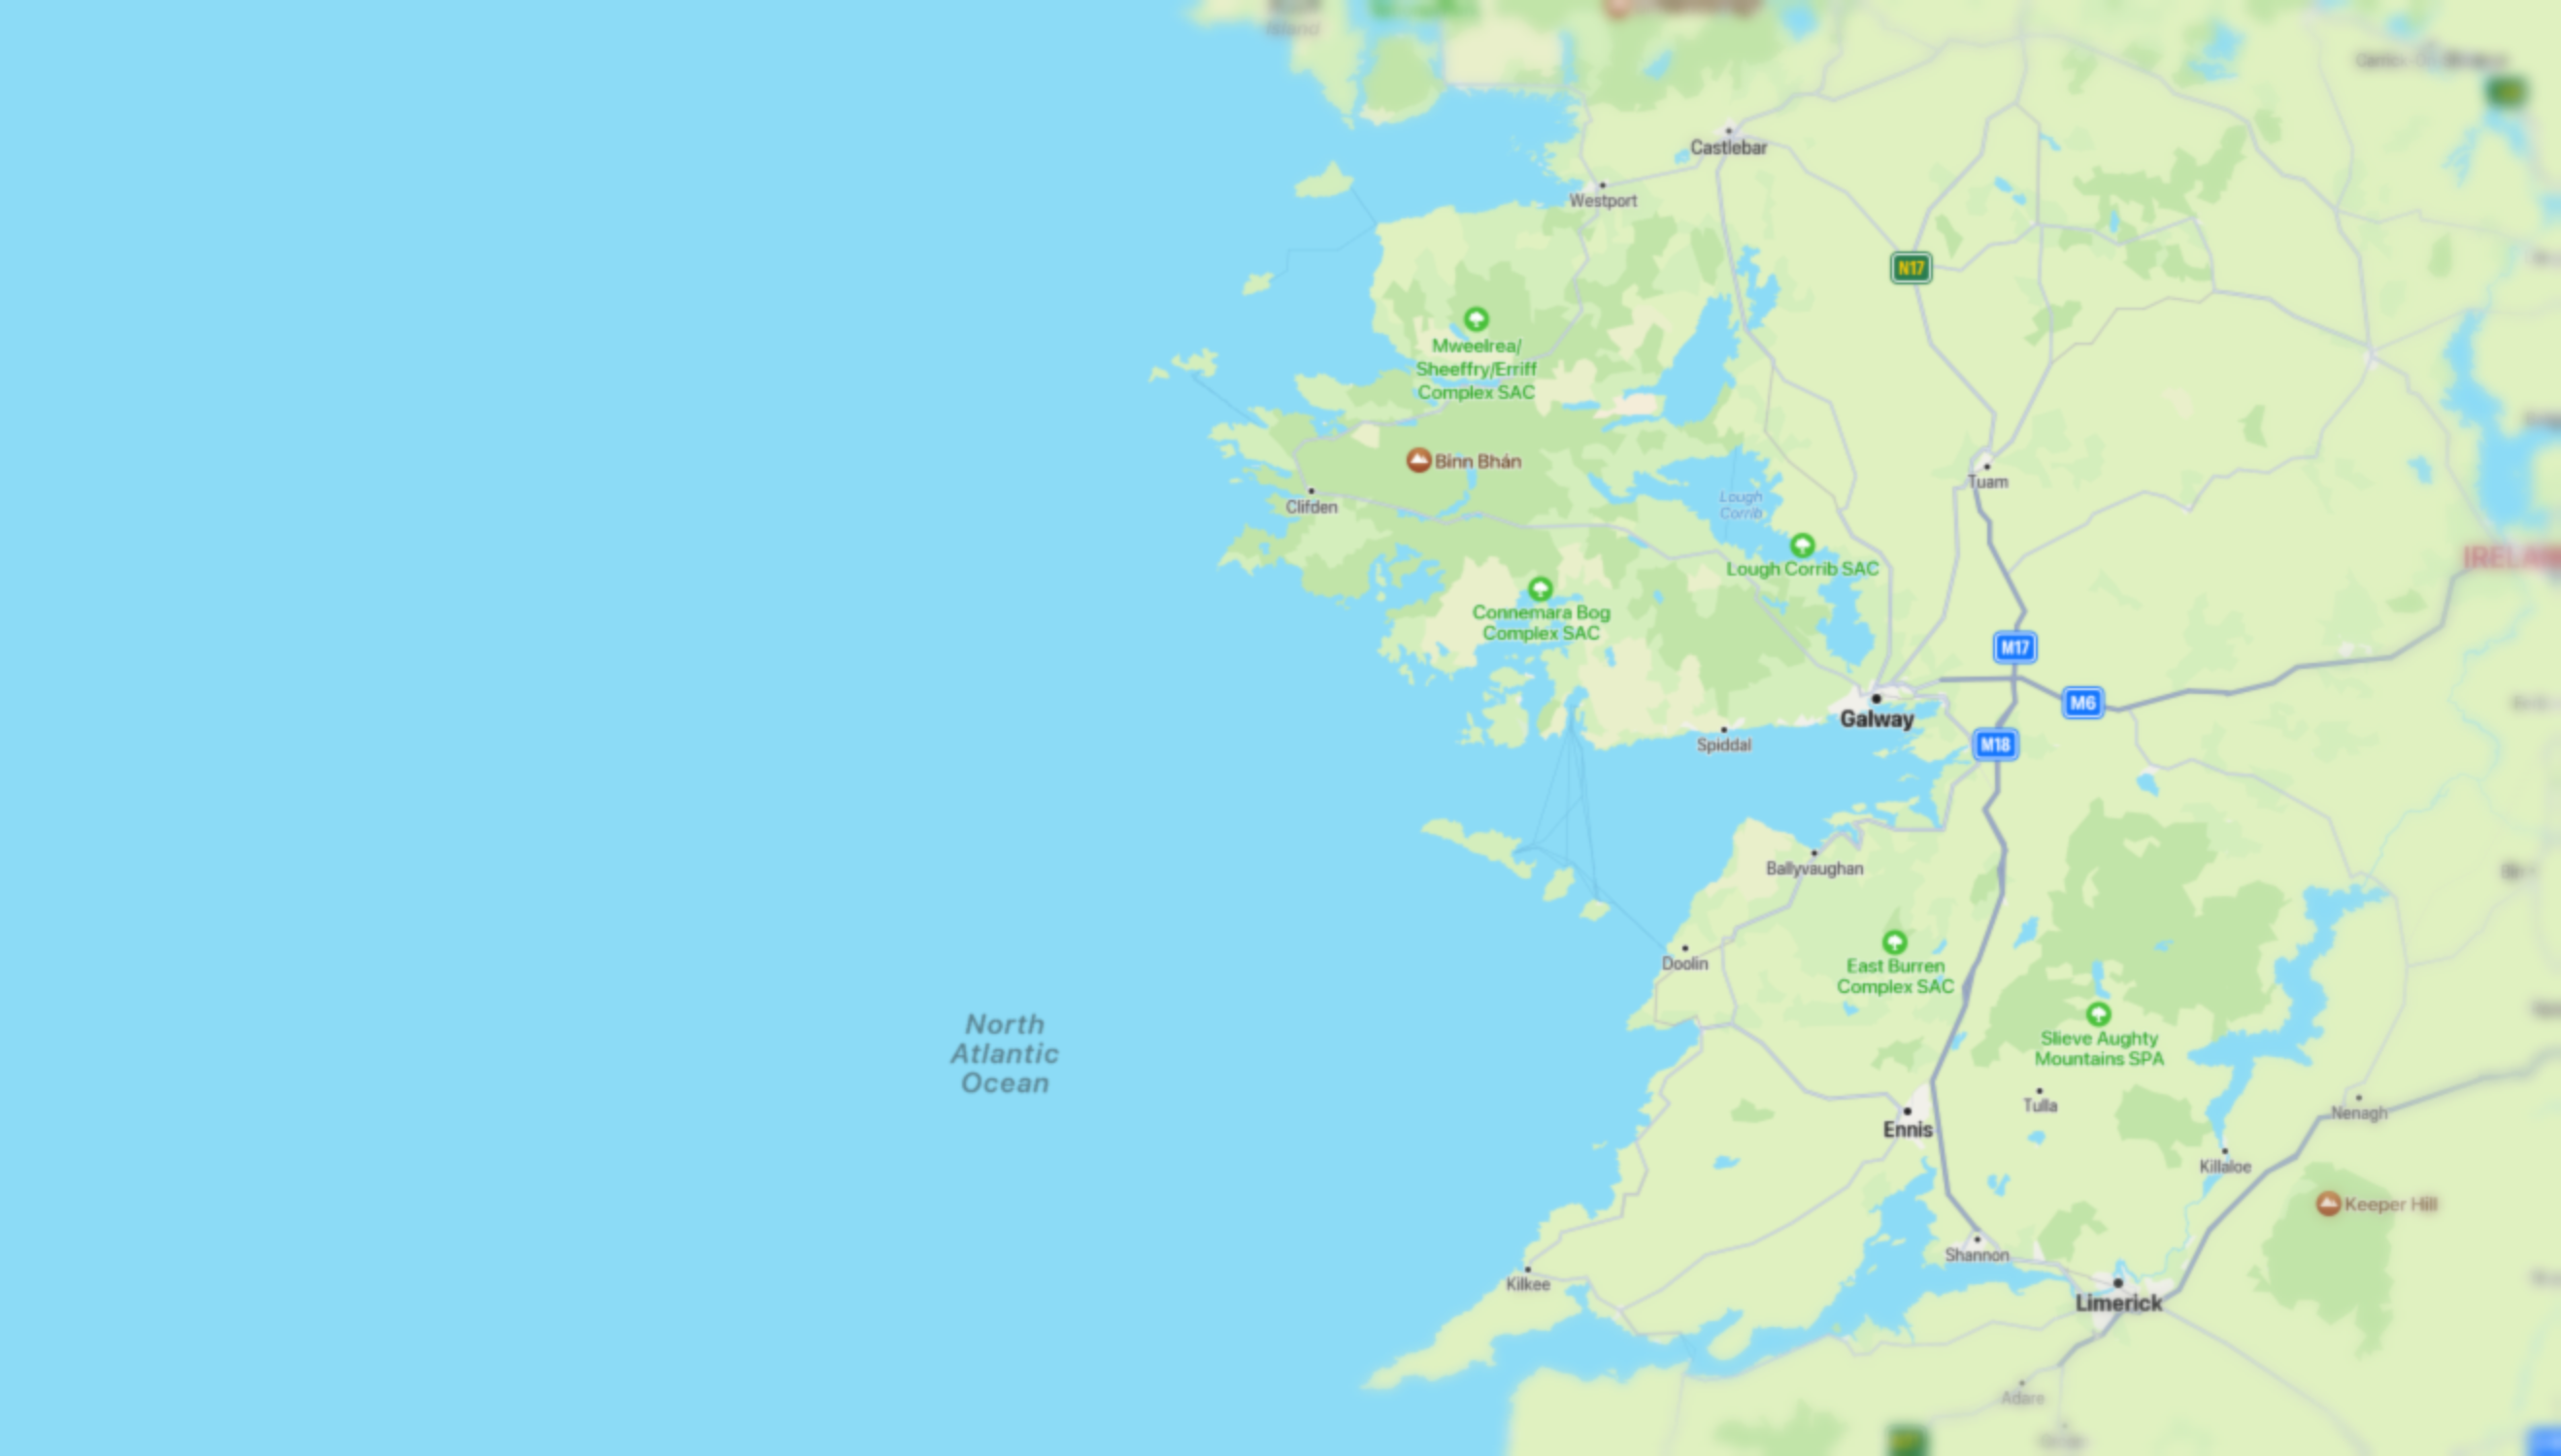 Island
Castlebar
Westport
N17
Mweelrea/
Sheeffry/Erriff
Complex SAC
Binn Bhán
Tuam
Clifden
Lough
Corrib
Lough Corrib SAC
Connemara Bog
Complex SAC
M17
M6
Galway
Spiddal
M18
Ballyvaughan
Doolin
East Burren
Complex SAC
North
Atlantic
Ocean
Slieve Aughty
Mountains SPA
Tulla
Nenagh
Ennis
Killaloe
Keeper Hill
Shannon
Kilkee
Limerick
Adare